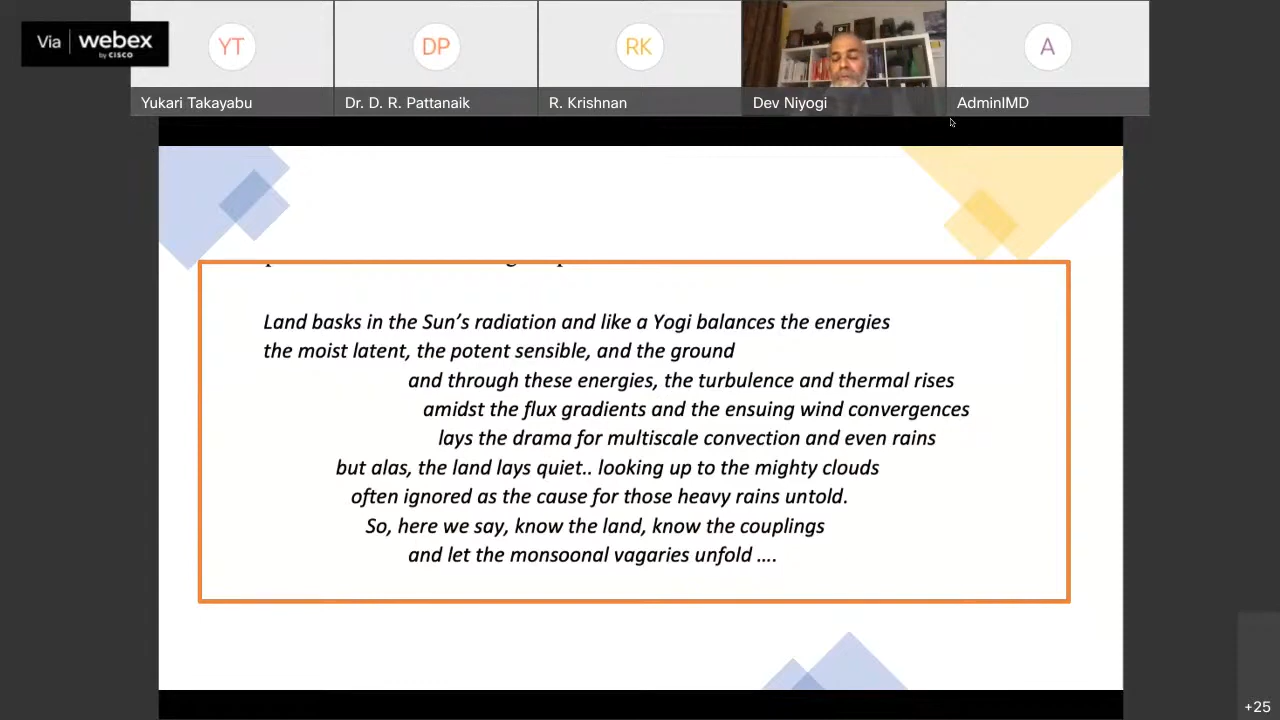 Via webex
by CISCO
YT
DP
RK
A
Yukari Takayabu
Dr. D. R. Pattanaik
R. Krishnan
Dev Niyogi
AdminIMD
Land basks in the Sun’s radiation and like a Yogi balances the energies
the moist latent, the potent sensible, and the ground
and through these energies, the turbulence and thermal rises
amidst the flux gradients and the ensuing wind convergences
lays the drama for multiscale convection and even rains
but alas, the land lays quiet.. looking up to the mighty clouds
often ignored as the cause for those heavy rains untold.
So, here we say, know the land, know the couplings
and let the monsoonal vagaries unfold ....
+25